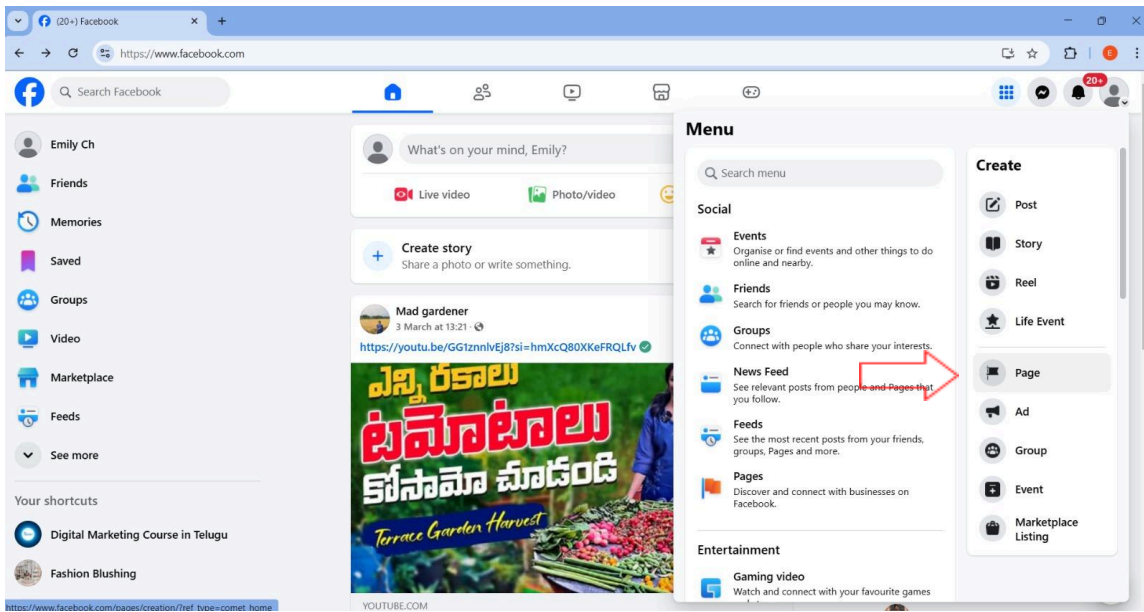 (20+) Facebook
https://www.facebook.com
Search Facebook
20+
Emily Ch
Friends
Memories
Saved
Groups
Video
Marketplace
Feeds
See more
Your shortcuts
Digital Marketing Course in Telugu
Fashion Blushing
https://www.facebook.com/pages/creation/?ref_type=comet_home
What's on your mind, Emily?
Live video
Photo/video
Create story
Share a photo or write something.
Mad gardener
3 March at 13:21
https://youtu.be/GG1znnlvEj8?si=hmXcQ80XKeFRQLfv
ఎన్ని రకాలు
టమోటాలు
కోసామో చూడండి
Terrace Garden Harvest
YOUTUBE.COM
Menu
Search menu
Social
Events
Organise or find events and other things to do
online and nearby.
Friends
Search for friends or people you may know.
Groups
Connect with people who share your interests.
News Feed
See relevant posts from people and Pages that
you follow.
Feeds
See the most recent posts from your friends,
groups, Pages and more.
Pages
Discover and connect with businesses on
Facebook.
Entertainment
Gaming video
Watch and connect with your favourite games
Create
Post
Story
Reel
Life Event
Page
Ad
Group
Event
Marketplace
Listing
E